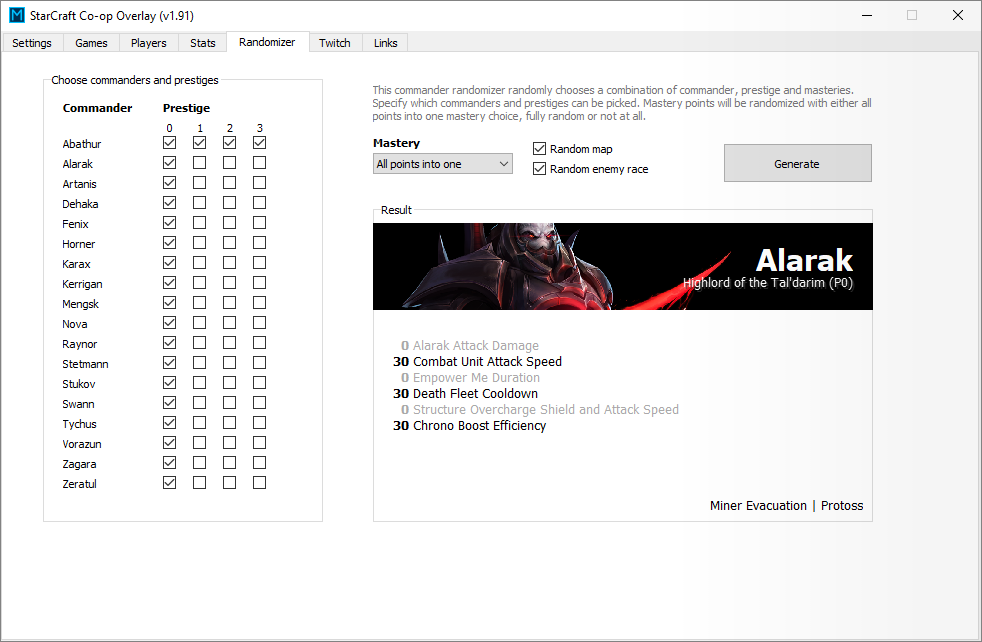 StarCraft Co-op Overlay (v1.91)
Settings Games Players Stats Randomizer Twitch Links
Choose commanders and prestiges
Commander Prestige
0 1 2 3
Abathur
Alarak
Artanis
Dehaka
Fenix
Horner
Karax
Kerrigan
Mengsk
Nova
Raynor
Stetmann
Stukov
Swann
Tychus
Vorazun
Zagara
Zeratul
This commander randomizer randomly chooses a combination of commander, prestige and masteries.
Specify which commanders and prestiges can be picked. Mastery points will be randomized with either all
points into one mastery choice, fully random or not at all.
Mastery
All points into one
Random map
Random enemy race
Generate
Result
Alarak
Highlord of the Tal'darim (P0)
0 Alarak Attack Damage
30 Combat Unit Attack Speed
0 Empower Me Duration
30 Death Fleet Cooldown
0 Structure Overcharge Shield and Attack Speed
30 Chrono Boost Efficiency
Miner Evacuation | Protoss